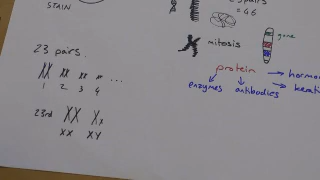 STAIN
= 46
gene
mitosis
23 pairs.
protein
enzymes
antibodies
1 2 3 4 ...
23rd
XX XY